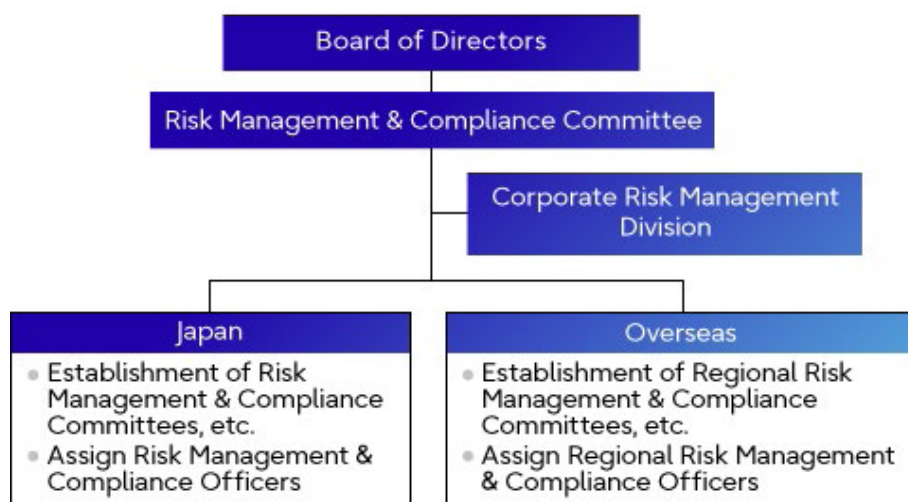 Board of Directors
Risk Management & Compliance Committee
Corporate Risk Management
Division
Japan
Establishment of Risk
Management & Compliance
Committees, etc.
Assign Risk Management &
Compliance Officers
Overseas
Establishment of Regional Risk
Management & Compliance
Committees, etc.
Assign Regional Risk Management
& Compliance Officers